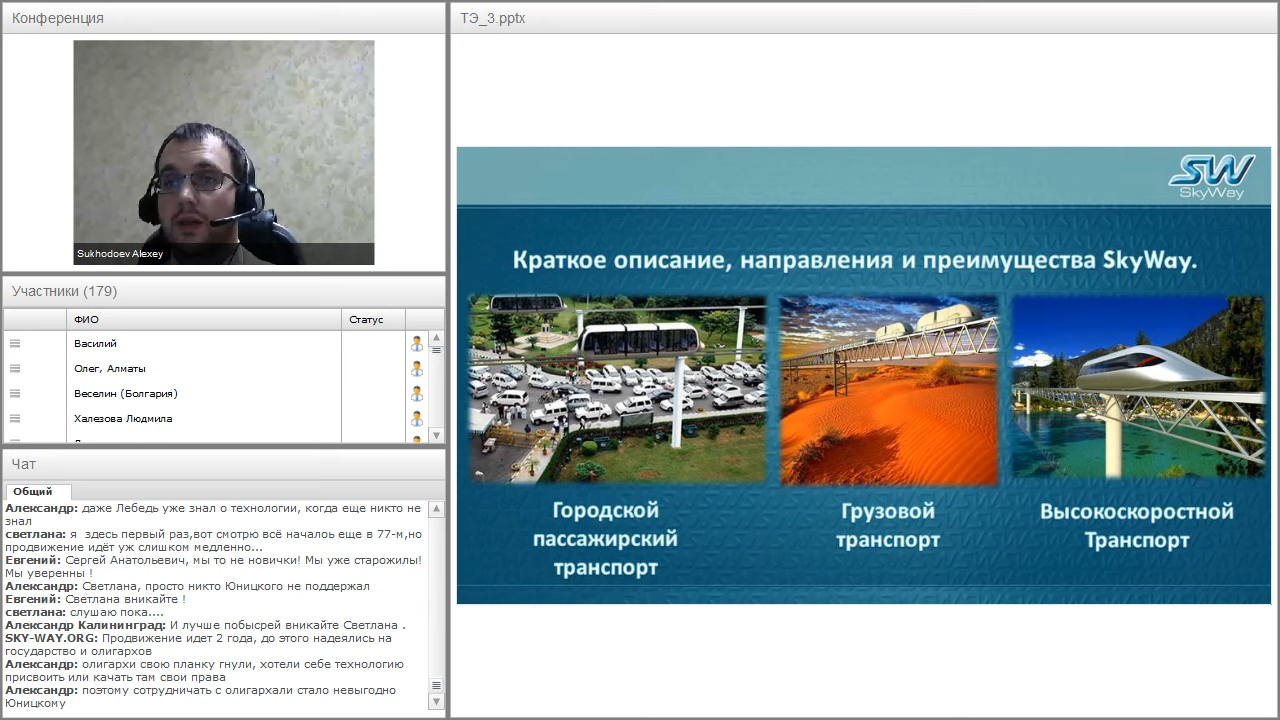 Конференция
Sukhodoev Alexey
Участники (179)
ФИО Статус
Василий
Олег, Алматы
Веселин (Болгария)
Халезова Людмила
Чат
Общий
Александр: даже Лебедь уже знал о технологии, когда еще никто не
знал
светлана: я здесь первый раз,вот смотрю всё началоь еще в 77-м,но
продвижение идёт уж слишком медленно...
Евгений: Сергей Анатольевич, мы то не новички! Мы уже старожилы!
Мы уверенны !
Александр: Светлана, просто никто Юницкого не поддержал
Евгений: Светлана вникайте !
светлана: слушаю пока....
Александр Калининград: И лучше побысрей вникайте Светлана .
SKY-WAY.ORG: Продвижение идет 2 года, до этого надеялись на
государство и олигархов
Александр: олигархи свою планку гнули, хотели себе технологию
присвоить или качать там свои права
Александр: поэтому сотрудничать с олигархали стало невыгодно
Юницкому
ТЭ_3.pptx
SW
SkyWay
Краткое описание, направления и преимущества SkyWay.
Городской
пассажирский
транспорт
Грузовой
транспорт
Высокоскоростной
Транспорт